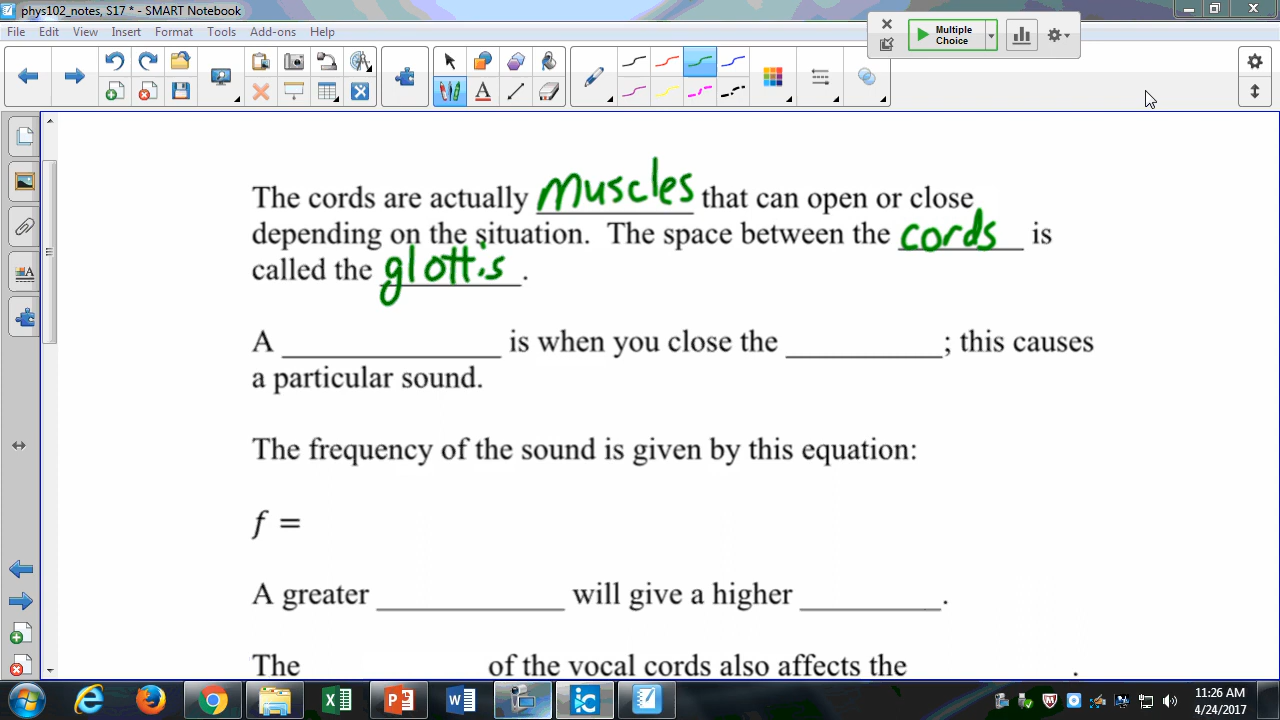 phys102_notes, S17 * - SMART Notebook
File Edit View Insert Format Tools Add-ons Help
Multiple
Choice
The cords are actually muscles that can open or close
depending on the situation. The space between the cords is
called the glottis.
A ______________ is when you close the __________; this causes
a particular sound.
The frequency of the sound is given by this equation:
f =
A greater ____________ will give a higher _________.
The of the vocal cords also affects the .
11:26 AM
4/24/2017